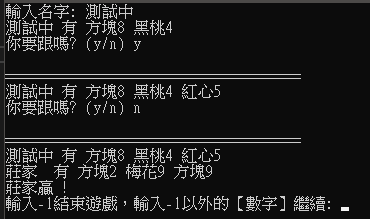 輸入名字: 測試中
測試中 有 方塊8 黑桃4
你要跟嗎? (y/n) y
測試中 有 方塊8 黑桃4 紅心5
你要跟嗎? (y/n) n
測試中 有 方塊8 黑桃4 紅心5
莊家  有 方塊2 梅花9 方塊9
莊家贏 !
輸入-1結束遊戲，輸入-1以外的【數字】繼續: